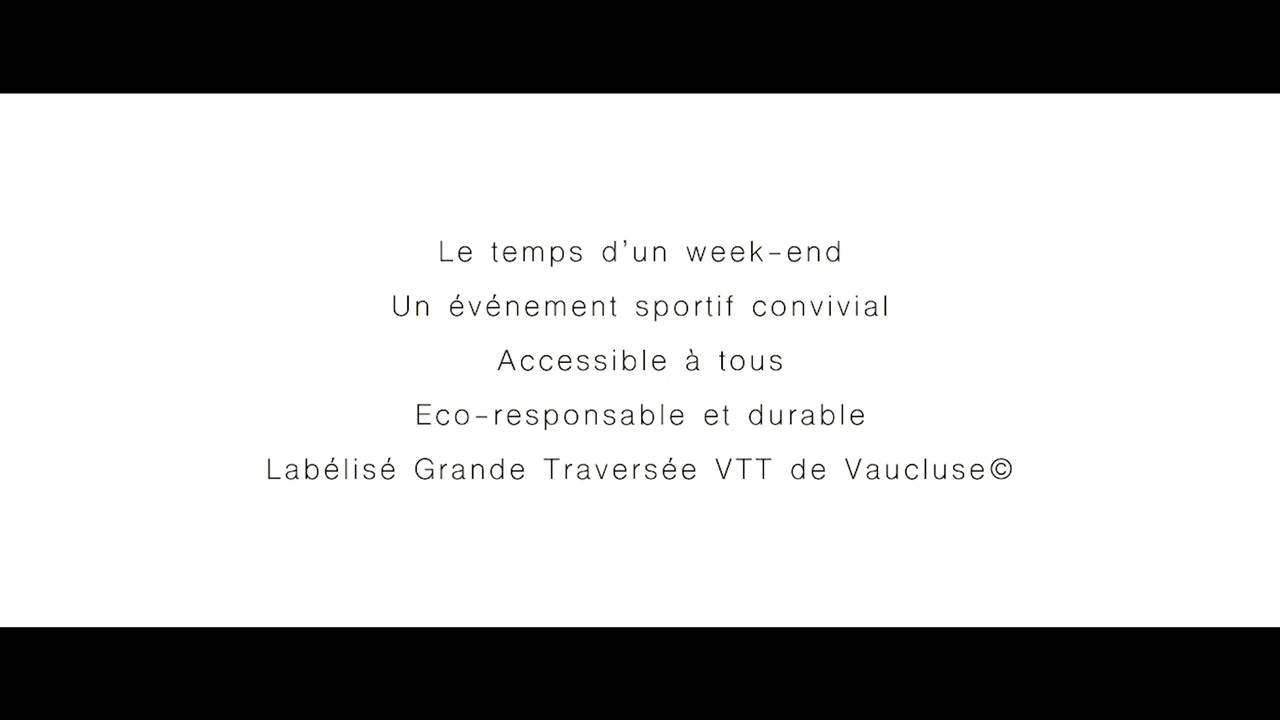 Le temps d’un week-end
Un événement sportif convivial
Accessible à tous
Eco-responsable et durable
Labélisé Grande Traversée VTT de Vaucluse©